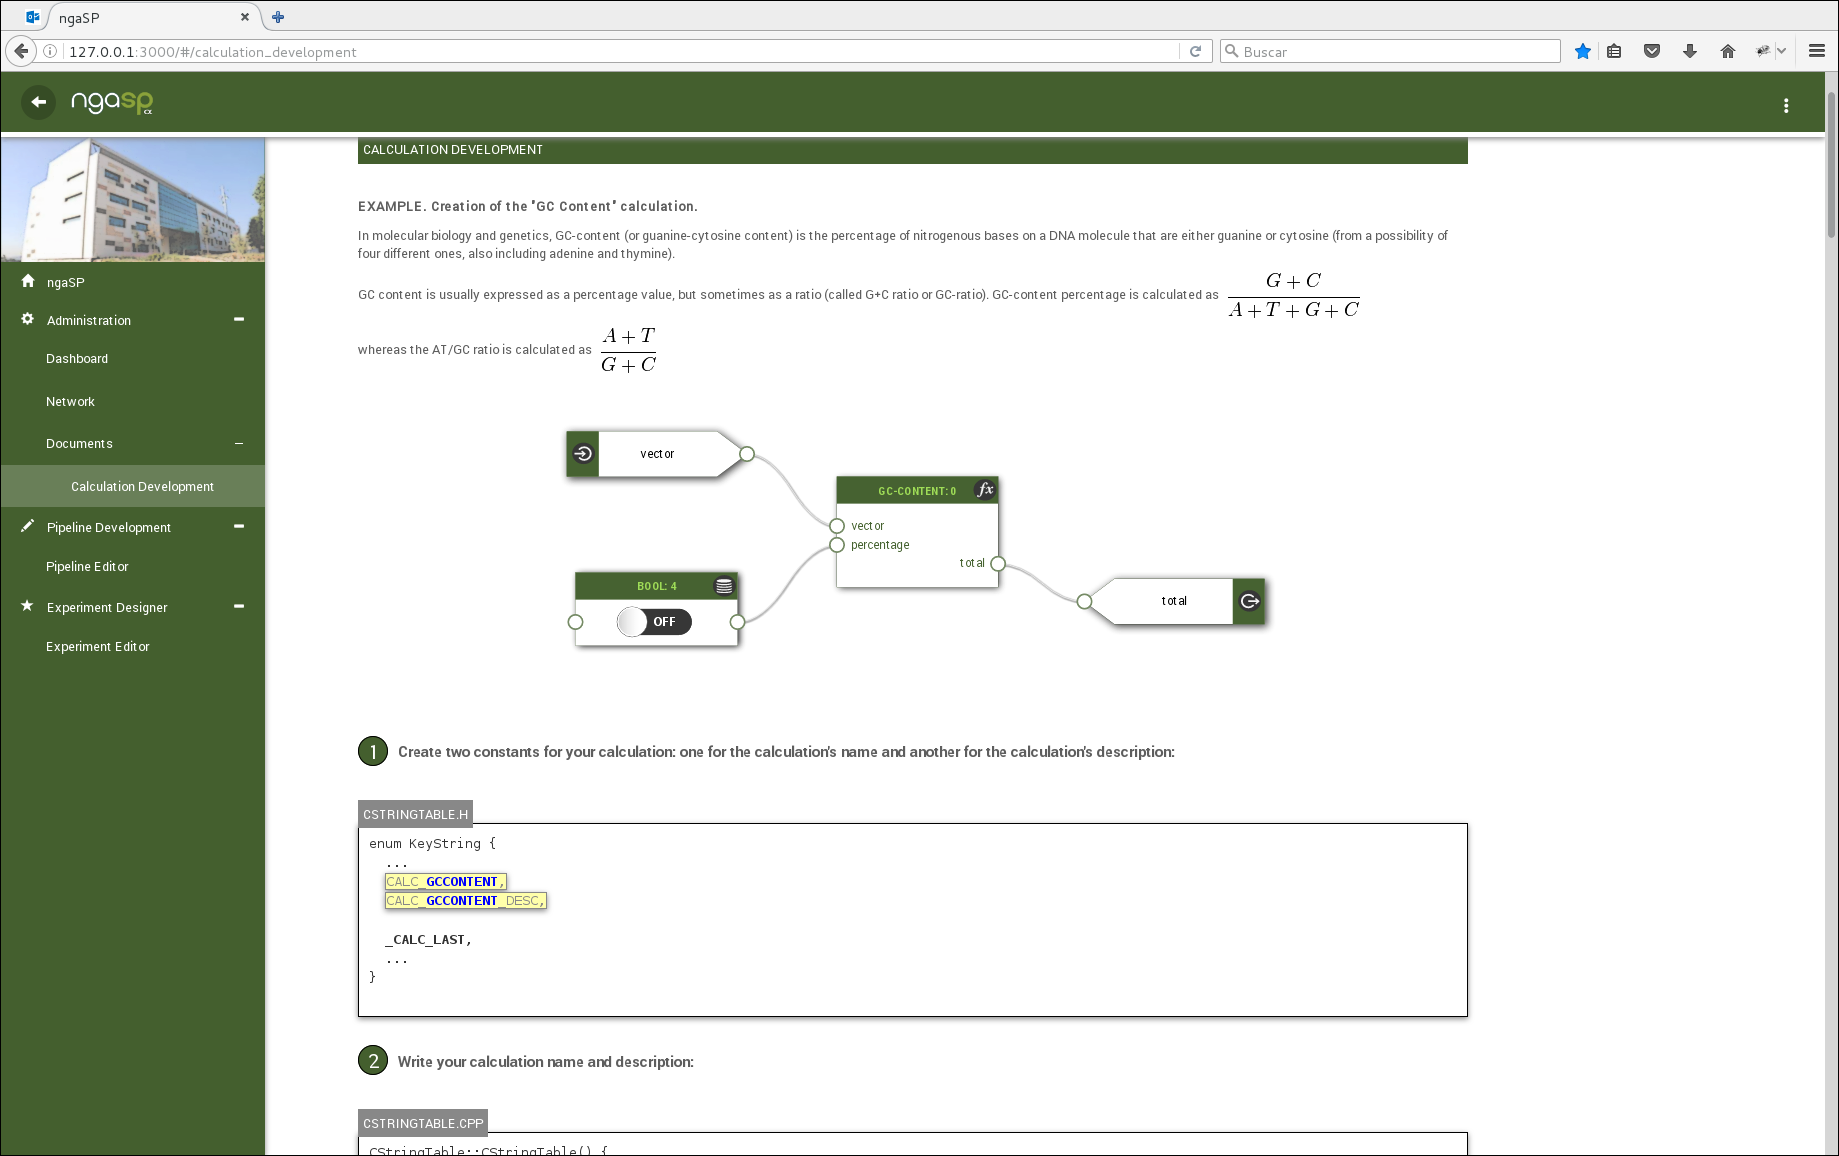 ngaSP
127.0.0.1:3000/#/calculation_development
Buscar
ngasp α
ngaSP
Administration
Dashboard
Network
Documents
Calculation Development
Pipeline Development
Pipeline Editor
Experiment Designer
Experiment Editor
CALCULATION DEVELOPMENT
EXAMPLE. Creation of the "GC Content" calculation.
In molecular biology and genetics, GC-content (or guanine-cytosine content) is the percentage of nitrogenous bases on a DNA molecule that are either guanine or cytosine (from a possibility of
four different ones, also including adenine and thymine).
GC content is usually expressed as a percentage value, but sometimes as a ratio (called G+C ratio or GC-ratio). GC-content percentage is calculated as
G + C
A + T + G + C
whereas the AT/GC ratio is calculated as
A + T
G + C
vector
GC-CONTENT: 0
fx
vector
percentage
total
BOOL: 4
OFF
total
1 Create two constants for your calculation: one for the calculation's name and another for the calculation's description:
CSTRINGTABLE.H
enum KeyString {
...
CALC_GCCONTENT,
CALC_GCCONTENT_DESC,
_CALC_LAST,
...
}
2 Write your calculation name and description:
CSTRINGTABLE.CPP
CStringTable::CStringTable() {